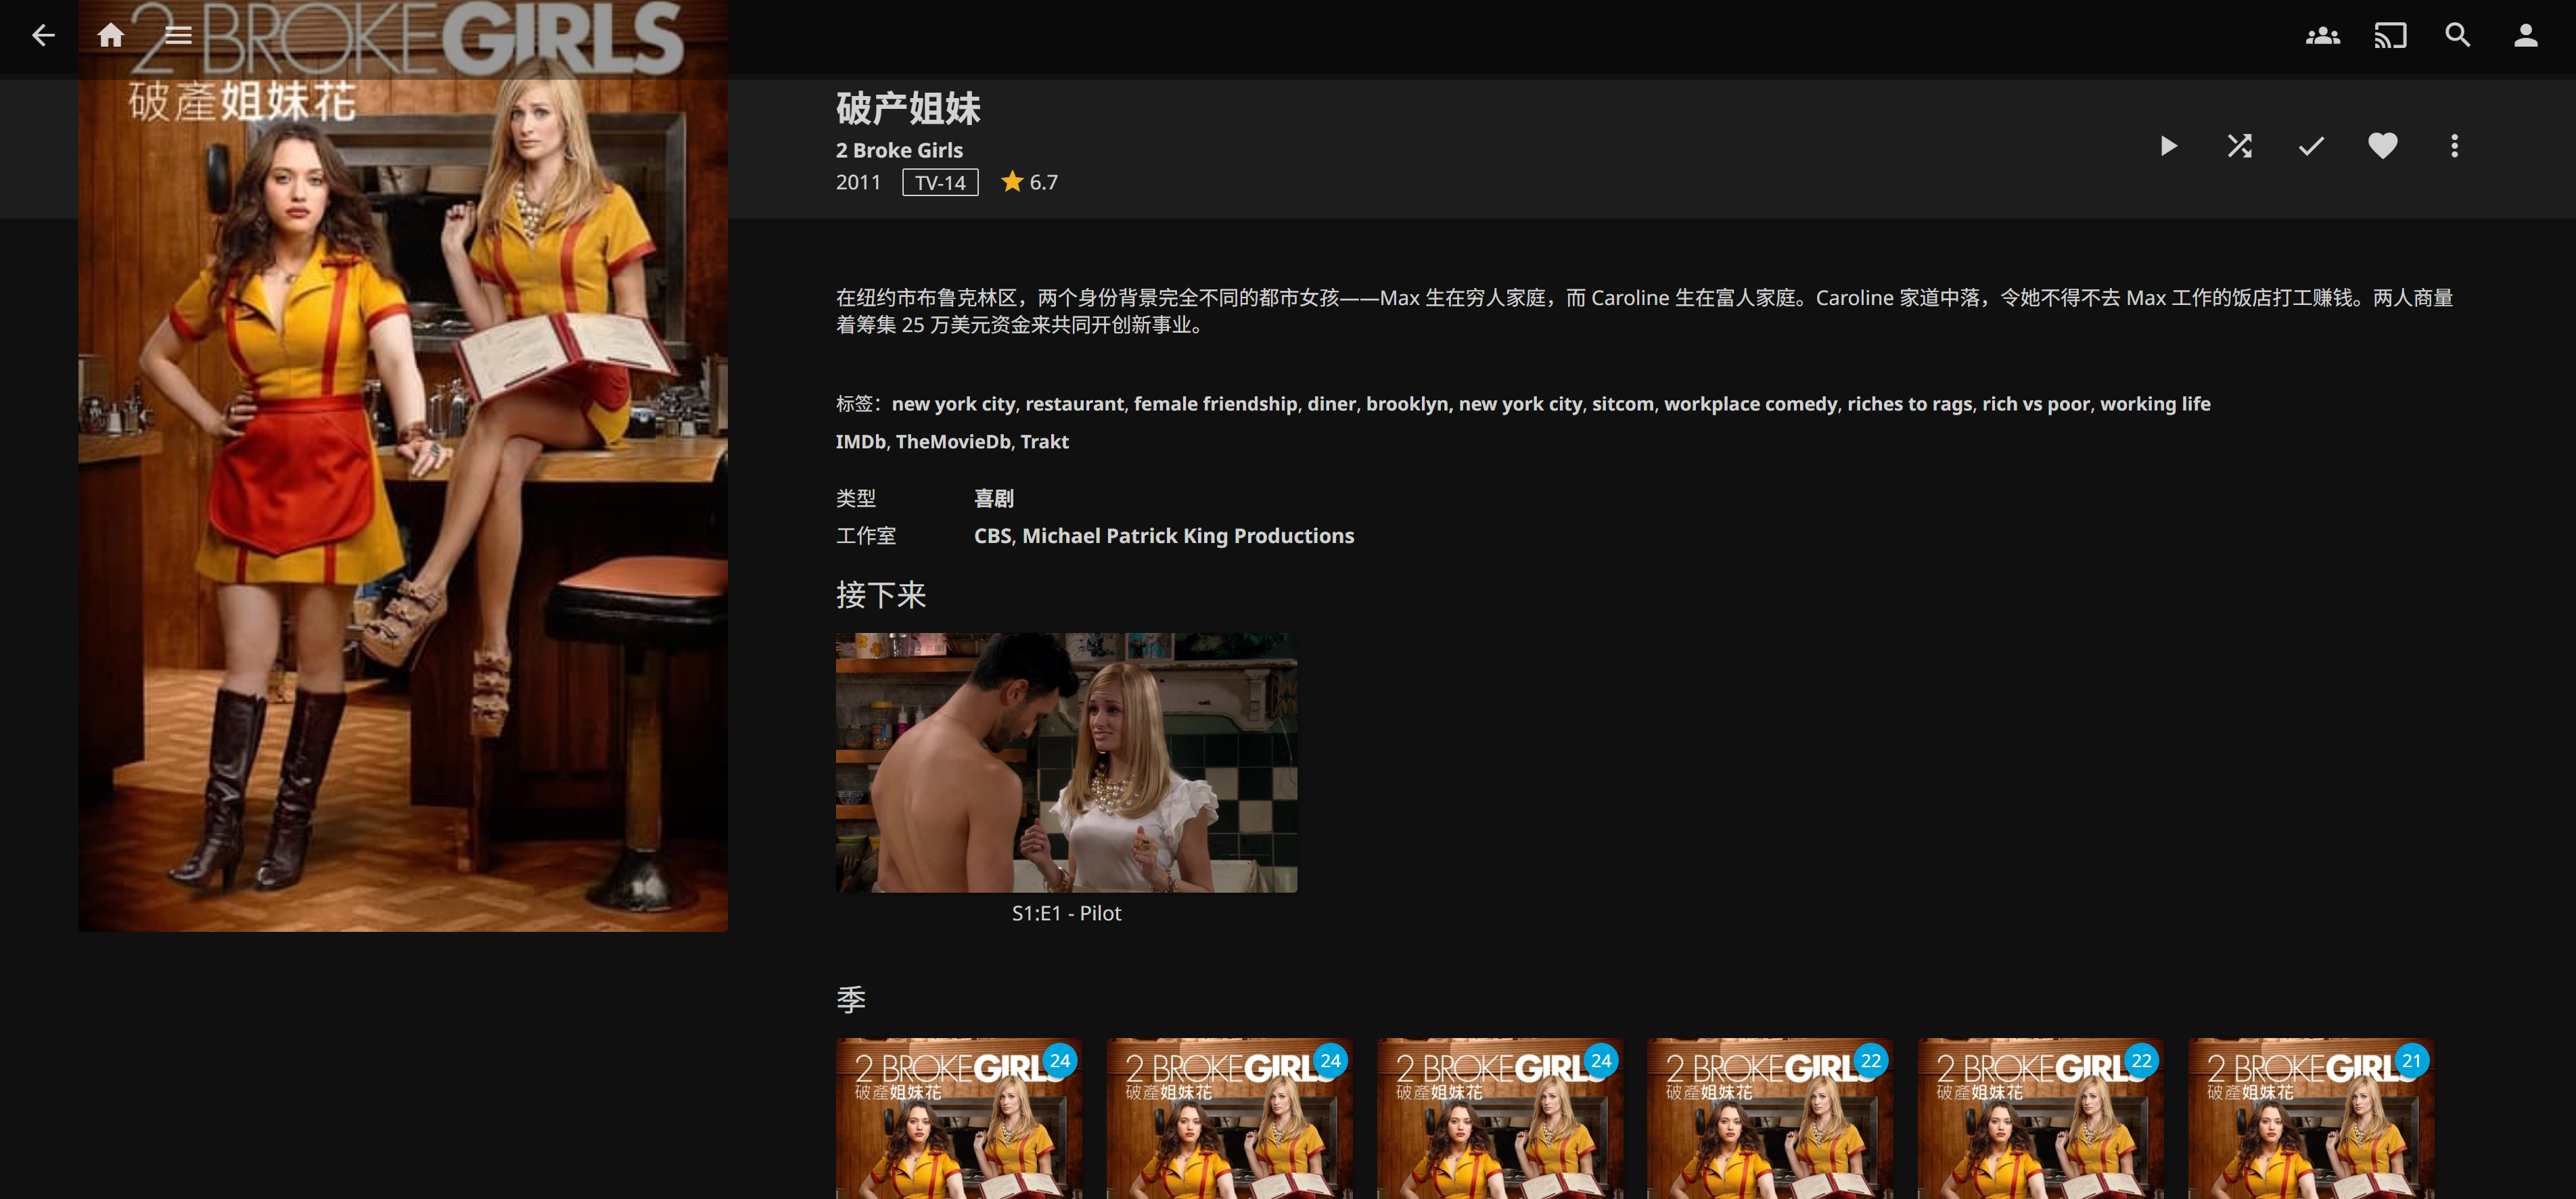 2 BROKE GIRLS
破產姐妹花
破产姐妹
2 Broke Girls
2011 TV-14 6.7
在纽约市布鲁克林区，两个身份背景完全不同的都市女孩——Max 生在穷人家庭，而 Caroline 生在富人家庭。Caroline 家道中落，令她不得不去 Max 工作的饭店打工赚钱。两人商量
着筹集 25 万美元资金来共同开创新事业。
标签：new york city, restaurant, female friendship, diner, brooklyn, new york city, sitcom, workplace comedy, riches to rags, rich vs poor, working life
IMDb, TheMovieDb, Trakt
类型 喜剧
工作室 CBS, Michael Patrick King Productions
接下来
S1:E1 - Pilot
季
2 BROKE GIRLS 24
破產姐妹花
2 BROKE GIRLS 24
破產姐妹花
2 BROKE GIRLS 24
破產姐妹花
2 BROKE GIRLS 22
破產姐妹花
2 BROKE GIRLS 22
破產姐妹花
2 BROKE GIRLS 21
破產姐妹花